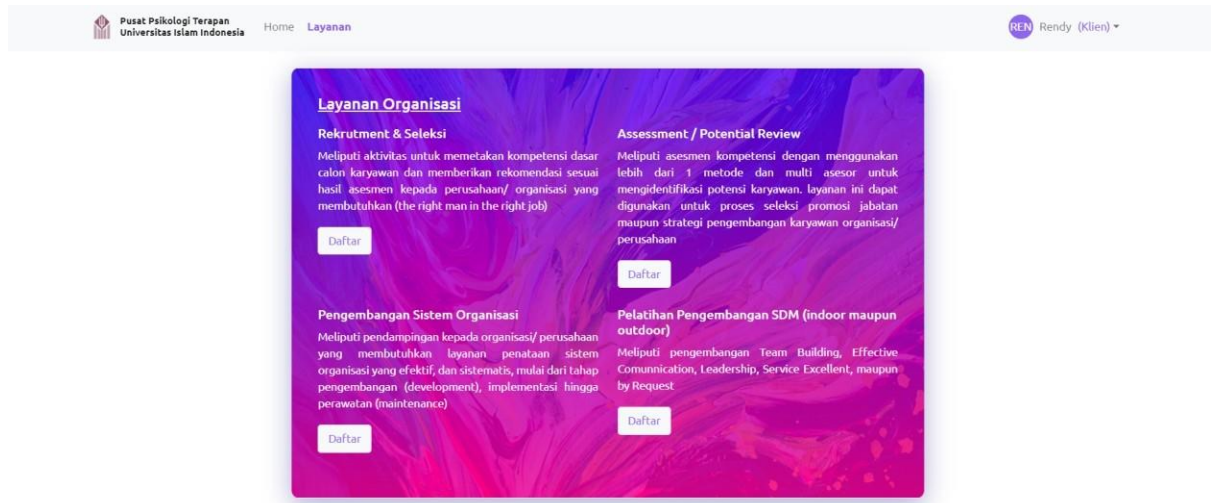 Pusat Psikologi Terapan
Universitas Islam Indonesia
Home Layanan
REN Rendy (Klien)
Layanan Organisasi
Rekrutment & Seleksi
Meliputi aktivitas untuk memetakan kompetensi dasar
calon karyawan dan memberikan rekomendasi sesuai
hasil asesmen kepada perusahaan/ organisasi yang
membutuhkan (the right man in the right job)
Daftar
Assessment / Potential Review
Meliputi asesmen kompetensi dengan menggunakan
lebih dari 1 metode dan multi asesor untuk
mengidentifikasi potensi karyawan. layanan ini dapat
digunakan untuk proses seleksi promosi jabatan
maupun strategi pengembangan karyawan organisasi/
perusahaan
Daftar
Pengembangan Sistem Organisasi
Meliputi pendampingan kepada organisasi/ perusahaan
yang membutuhkan layanan penataan sistem
organisasi yang efektif, dan sistematis, mulai dari tahap
pengembangan (development), implementasi hingga
perawatan (maintenance)
Daftar
Pelatihan Pengembangan SDM (indoor maupun
outdoor)
Meliputi pengembangan Team Building, Effective
Comunnication, Leadership, Service Excellent, maupun
by Request
Daftar